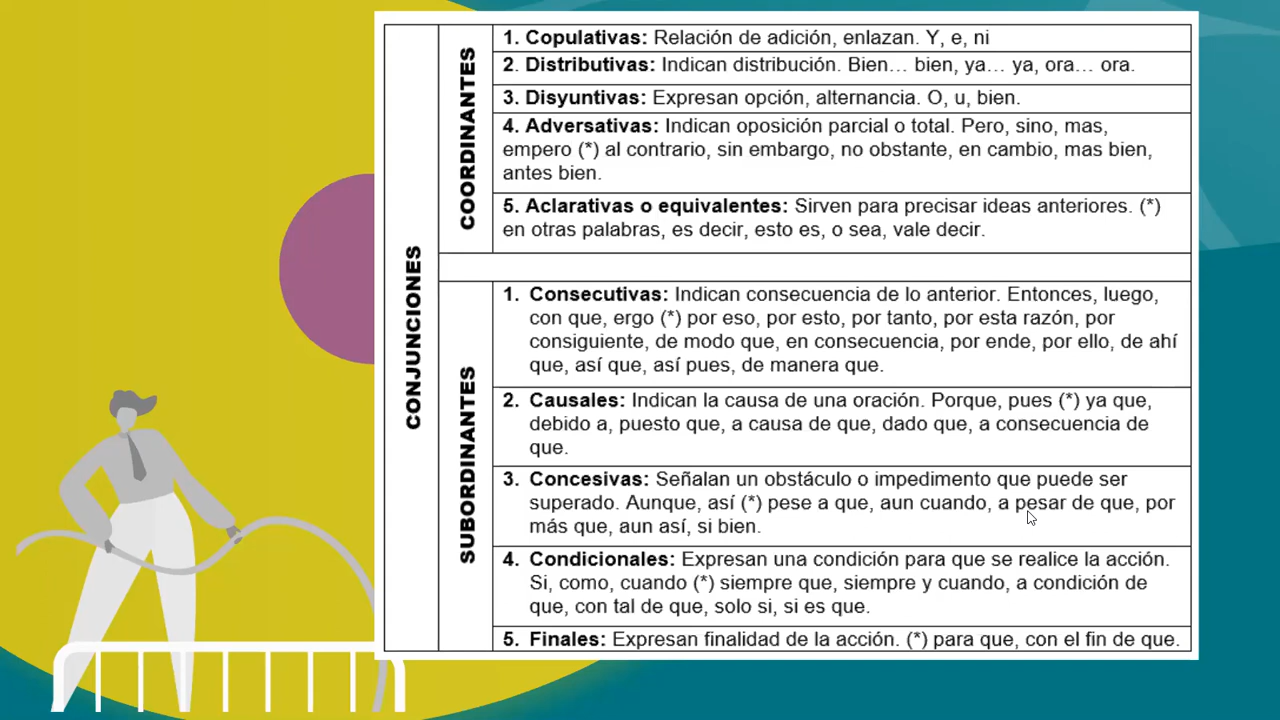 CONJUNCIONES
COORDINANTES
1. Copulativas: Relación de adición, enlazan. Y, e, ni
2. Distributivas: Indican distribución. Bien… bien, ya… ya, ora… ora.
3. Disyuntivas: Expresan opción, alternancia. O, u, bien.
4. Adversativas: Indican oposición parcial o total. Pero, sino, mas,
empero (*) al contrario, sin embargo, no obstante, en cambio, mas bien,
antes bien.
5. Aclarativas o equivalentes: Sirven para precisar ideas anteriores. (*)
en otras palabras, es decir, esto es, o sea, vale decir.
SUBORDINANTES
1. Consecutivas: Indican consecuencia de lo anterior. Entonces, luego,
con que, ergo (*) por eso, por esto, por tanto, por esta razón, por
consiguiente, de modo que, en consecuencia, por ende, por ello, de ahí
que, así que, así pues, de manera que.
2. Causales: Indican la causa de una oración. Porque, pues (*) ya que,
debido a, puesto que, a causa de que, dado que, a consecuencia de
que.
3. Concesivas: Señalan un obstáculo o impedimento que puede ser
superado. Aunque, así (*) pese a que, aun cuando, a pesar de que, por
más que, aun así, si bien.
4. Condicionales: Expresan una condición para que se realice la acción.
Si, como, cuando (*) siempre que, siempre y cuando, a condición de
que, con tal de que, solo si, si es que.
5. Finales: Expresan finalidad de la acción. (*) para que, con el fin de que.